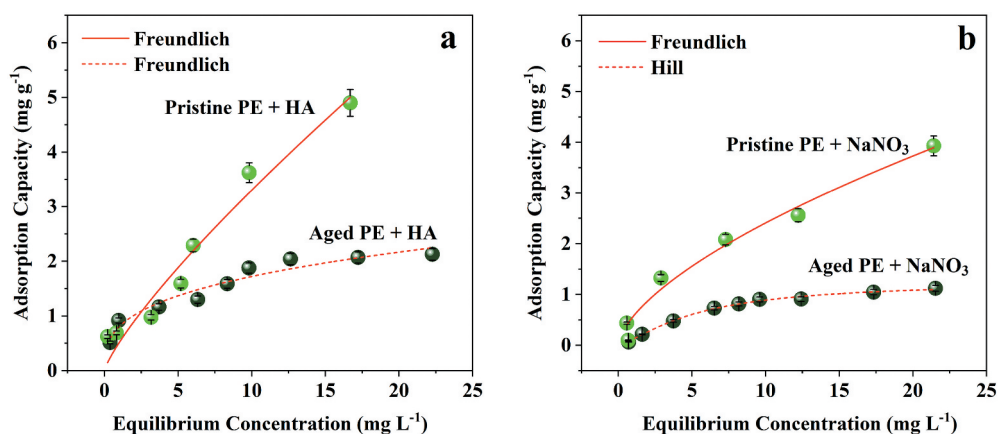 a
Freundlich
Freundlich
Pristine PE + HA
Aged PE + HA
Adsorption Capacity (mg g⁻¹)
6
5
4
3
2
1
0
0 5 10 15 20 25
Equilibrium Concentration (mg L⁻¹)
b
Freundlich
Hill
Pristine PE + NaNO₃
Aged PE + NaNO₃
Adsorption Capacity (mg g⁻¹)
6
5
4
3
2
1
0
0 5 10 15 20 25
Equilibrium Concentration (mg L⁻¹)